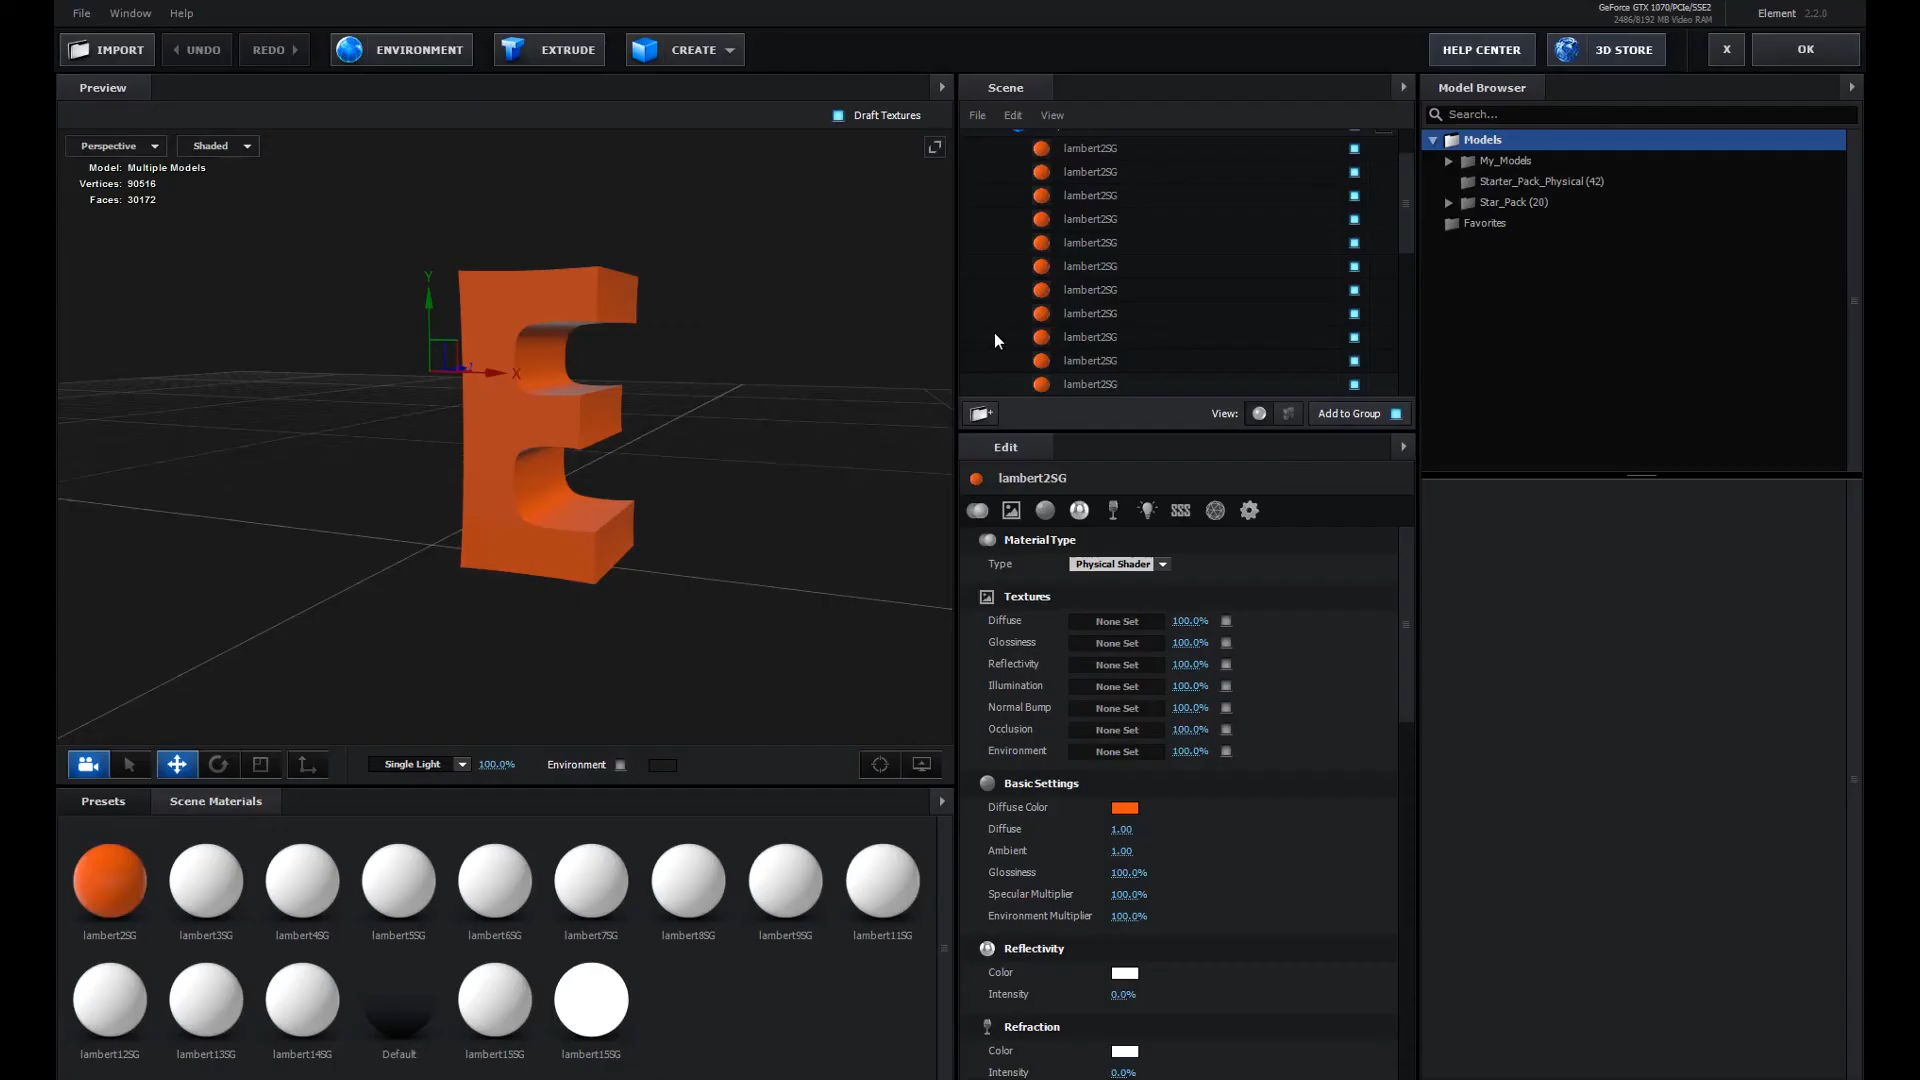 File Window Help
GeForce GTX 1070/PCIe/SSE2
2486/8192 MB Video RAM
Element 2.2.0
IMPORT UNDO REDO ENVIRONMENT EXTRUDE CREATE HELP CENTER 3D STORE X OK
Preview
Draft Textures
Perspective Shaded
Model: Multiple Models
Vertices: 90516
Faces: 30172
Y
X
Single Light 100.0% Environment
Presets Scene Materials
lambert2SG lambert3SG lambert4SG lambert5SG lambert6SG lambert7SG lambert8SG lambert9SG lambert11SG
lambert12SG lambert13SG lambert14SG Default lambert15SG lambert15SG
Scene
File Edit View
lambert2SG
lambert2SG
lambert2SG
lambert2SG
lambert2SG
lambert2SG
lambert2SG
lambert2SG
lambert2SG
lambert2SG
lambert2SG
View: Add to Group
Edit
lambert2SG
SSS
Material Type
Type Physical Shader
Textures
Diffuse None Set 100.0%
Glossiness None Set 100.0%
Reflectivity None Set 100.0%
Illumination None Set 100.0%
Normal Bump None Set 100.0%
Occlusion None Set 100.0%
Environment None Set 100.0%
Basic Settings
Diffuse Color
Diffuse 1.00
Ambient 1.00
Glossiness 100.0%
Specular Multiplier 100.0%
Environment Multiplier 100.0%
Reflectivity
Color
Intensity 0.0%
Refraction
Color
Intensity 0.0%
Model Browser
Search...
Models
My_Models
Starter_Pack_Physical (42)
Star_Pack (20)
Favorites